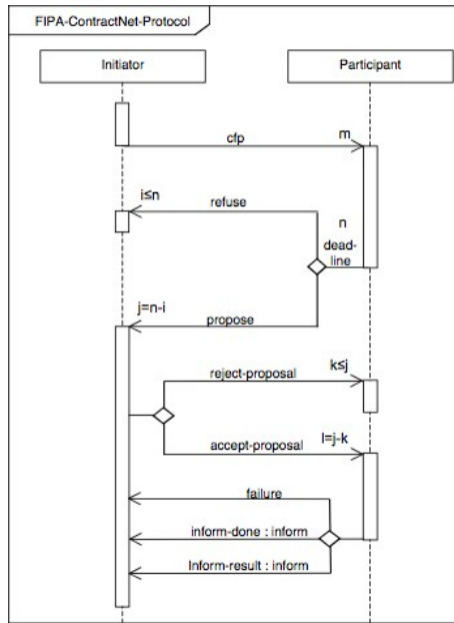 FIPA-ContractNet-Protocol
Initiator
Participant
cfp
m
i≤n
refuse
n
dead-
line
j=n-i
propose
k≤j
reject-proposal
l=j-k
accept-proposal
failure
inform-done : inform
Inform-result : inform